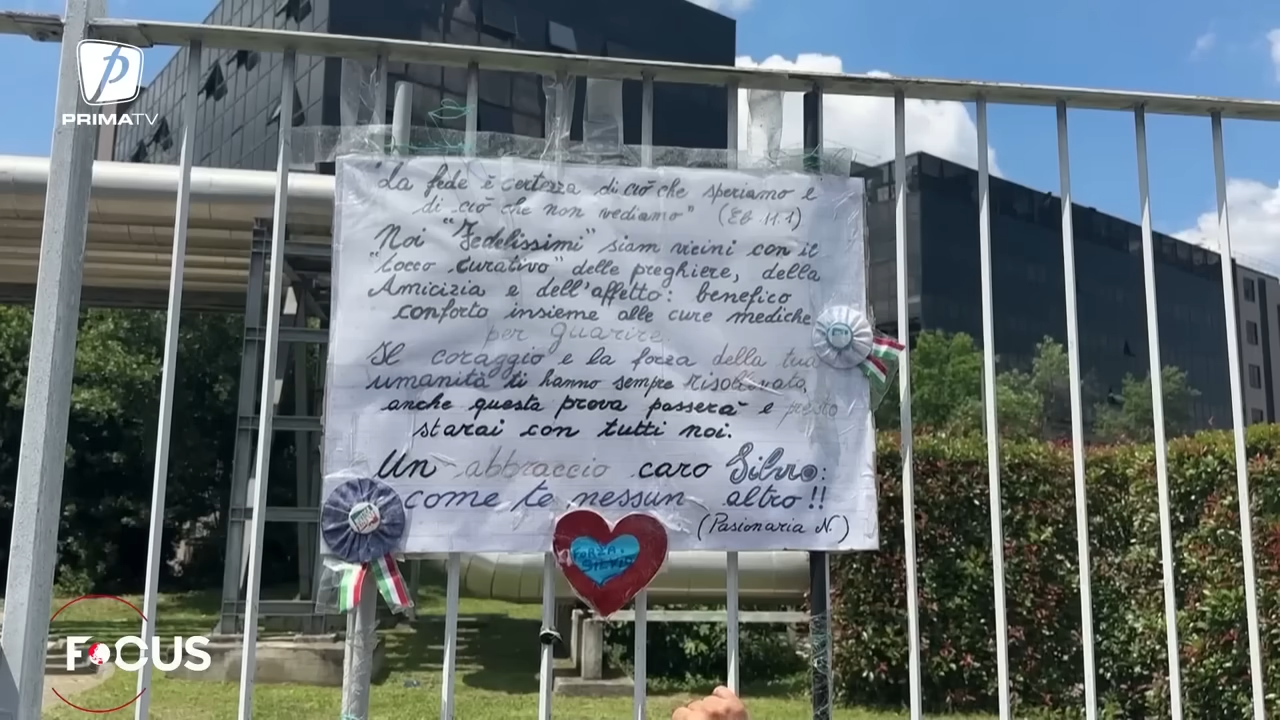 PRIMATV
"La fede è certezza di ciò che speriamo e
di ciò che non vediamo" (Eb. 11.1)
Noi "Fedelissimi" siam vicini con il
"tocco curativo" delle preghiere, della
Amicizia e dell'affetto: benefico
conforto insieme alle cure mediche
per guarire.
Il coraggio e la forza della tua
umanità ti hanno sempre risollevato,
anche questa prova passerà e presto
starai con tutti noi.
Un abbraccio caro Silvio:
come te nessun altro!!
(Pasionaria N.)
FORZA
SILVIO
FOCUS